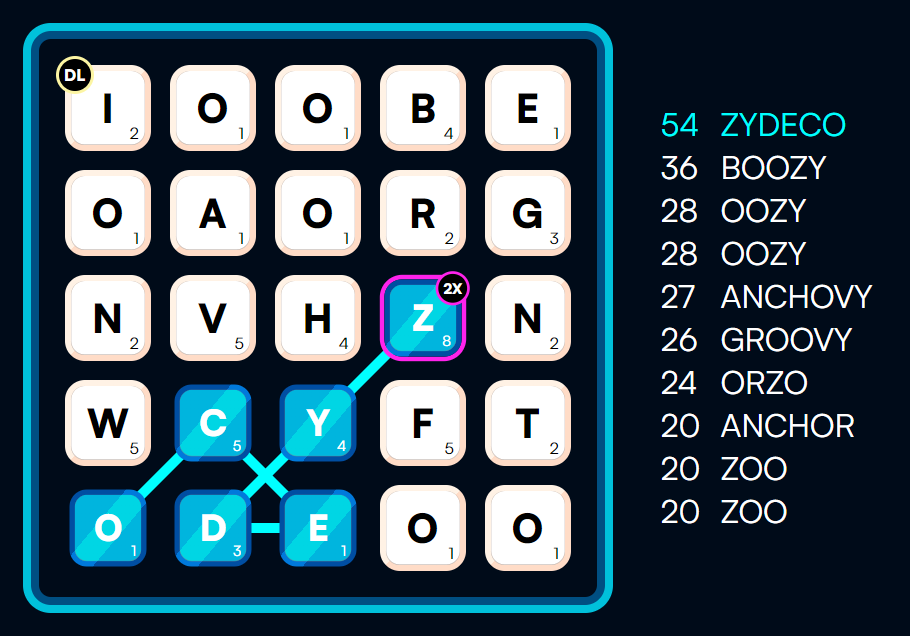 DL
I 2 O 1 O 1 B 4 E 1
O 1 A 1 O 1 R 2 G 3
2X
N 2 V 5 H 4 Z 8 N 2
W 5 C 5 Y 4 F 5 T 2
O 1 D 3 E 1 O 1 O 1
54 ZYDECO
36 BOOZY
28 OOZY
28 OOZY
27 ANCHOVY
26 GROOVY
24 ORZO
20 ANCHOR
20 ZOO
20 ZOO